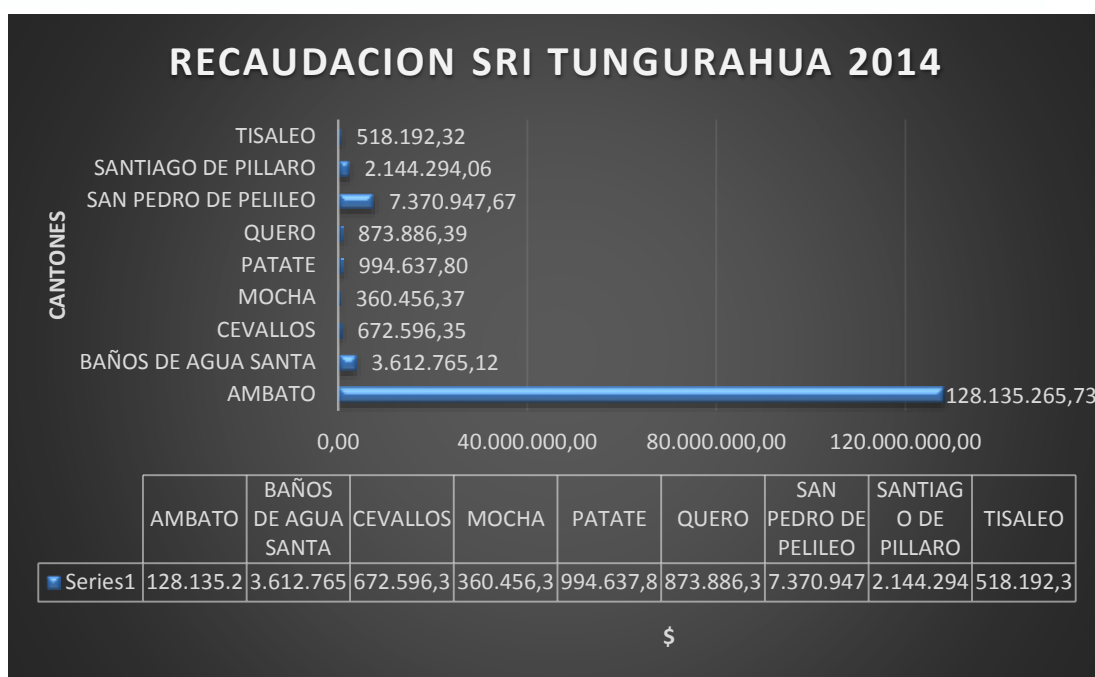 RECAUDACION SRI TUNGURAHUA 2014
CANTONES
TISALEO 518.192,32
SANTIAGO DE PILLARO 2.144.294,06
SAN PEDRO DE PELILEO 7.370.947,67
QUERO 873.886,39
PATATE 994.637,80
MOCHA 360.456,37
CEVALLOS 672.596,35
BAÑOS DE AGUA SANTA 3.612.765,12
AMBATO 128.135.265,73
0,00 40.000.000,00 80.000.000,00 120.000.000,00
AMBATO
BAÑOS
DE AGUA
SANTA
CEVALLOS
MOCHA
PATATE
QUERO
SAN
PEDRO DE
PELILEO
SANTIAG
O DE
PILLARO
TISALEO
Series1 128.135.2 3.612.765 672.596,3 360.456,3 994.637,8 873.886,3 7.370.947 2.144.294 518.192,3
$